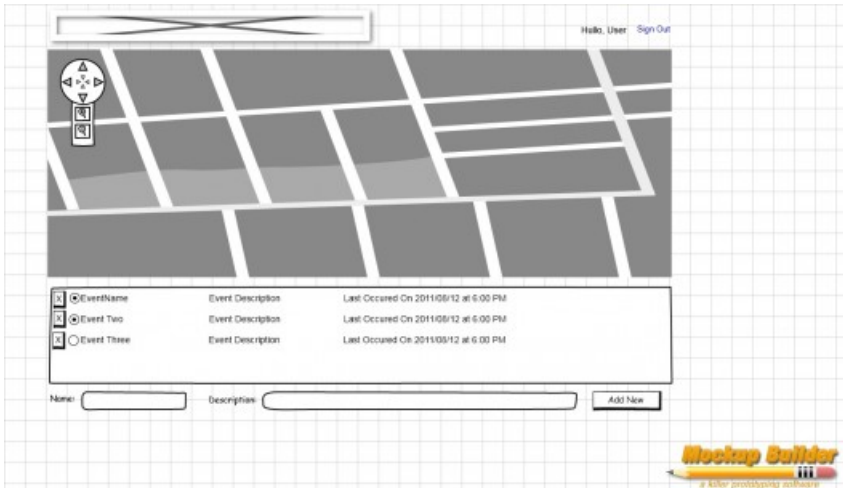 Hullo, User Sign Out
X EventName Event Description Last Occured On 2011/08/12 at 6:00 PM
X Event Two Event Description Last Occured On 2011/08/12 at 6:00 PM
X Event Three Event Description Last Occured On 2011/08/12 at 6:00 PM
Name: Description: Add New
Mockup Builder
a killer prototyping software